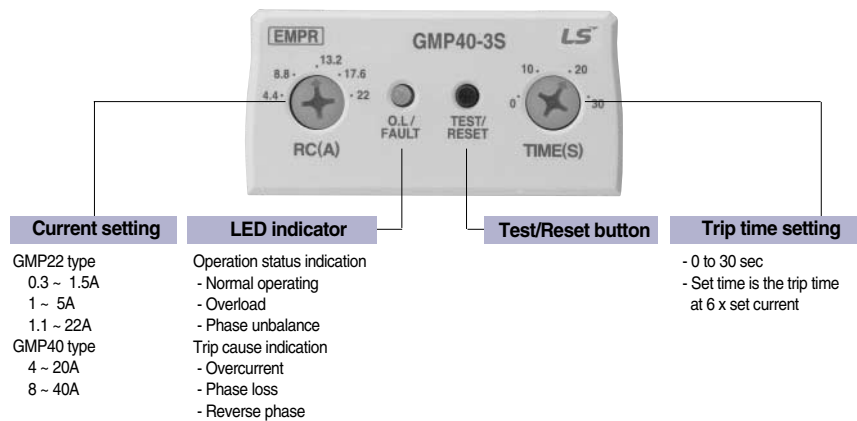 EMPR
GMP40-3S
LS
13.2
8.8
17.6
4.4
22
10
20
0
30
O.L/
FAULT
TEST/
RESET
RC(A)
TIME(S)
Current setting
GMP22 type
0.3 ~ 1.5A
1 ~ 5A
1.1 ~ 22A
GMP40 type
4 ~ 20A
8 ~ 40A
LED indicator
Operation status indication
- Normal operating
- Overload
- Phase unbalance
Trip cause indication
- Overcurrent
- Phase loss
- Reverse phase
Test/Reset button
Trip time setting
- 0 to 30 sec
- Set time is the trip time
at 6 x set current